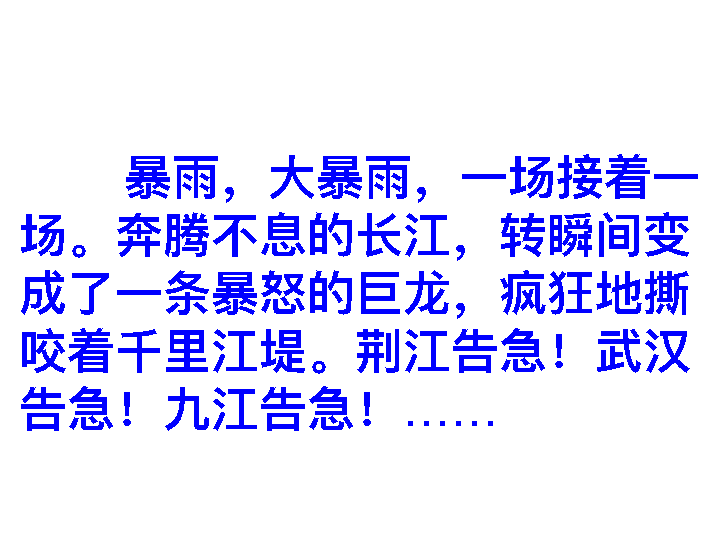 暴雨，大暴雨，一场接着一
场。奔腾不息的长江，转瞬间变
成了一条暴怒的巨龙，疯狂地撕
咬着千里江堤。荆江告急！武汉
告急！九江告急！……